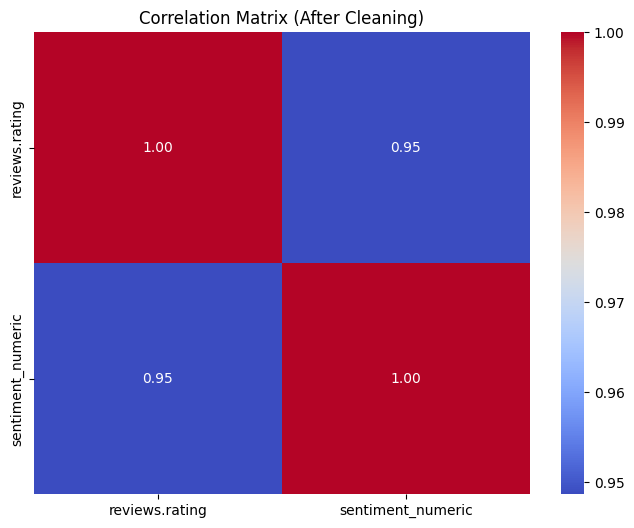 Correlation Matrix (After Cleaning)
reviews.rating
sentiment_numeric
1.00
0.95
0.95
1.00
reviews.rating
sentiment_numeric
1.00
0.99
0.98
0.97
0.96
0.95